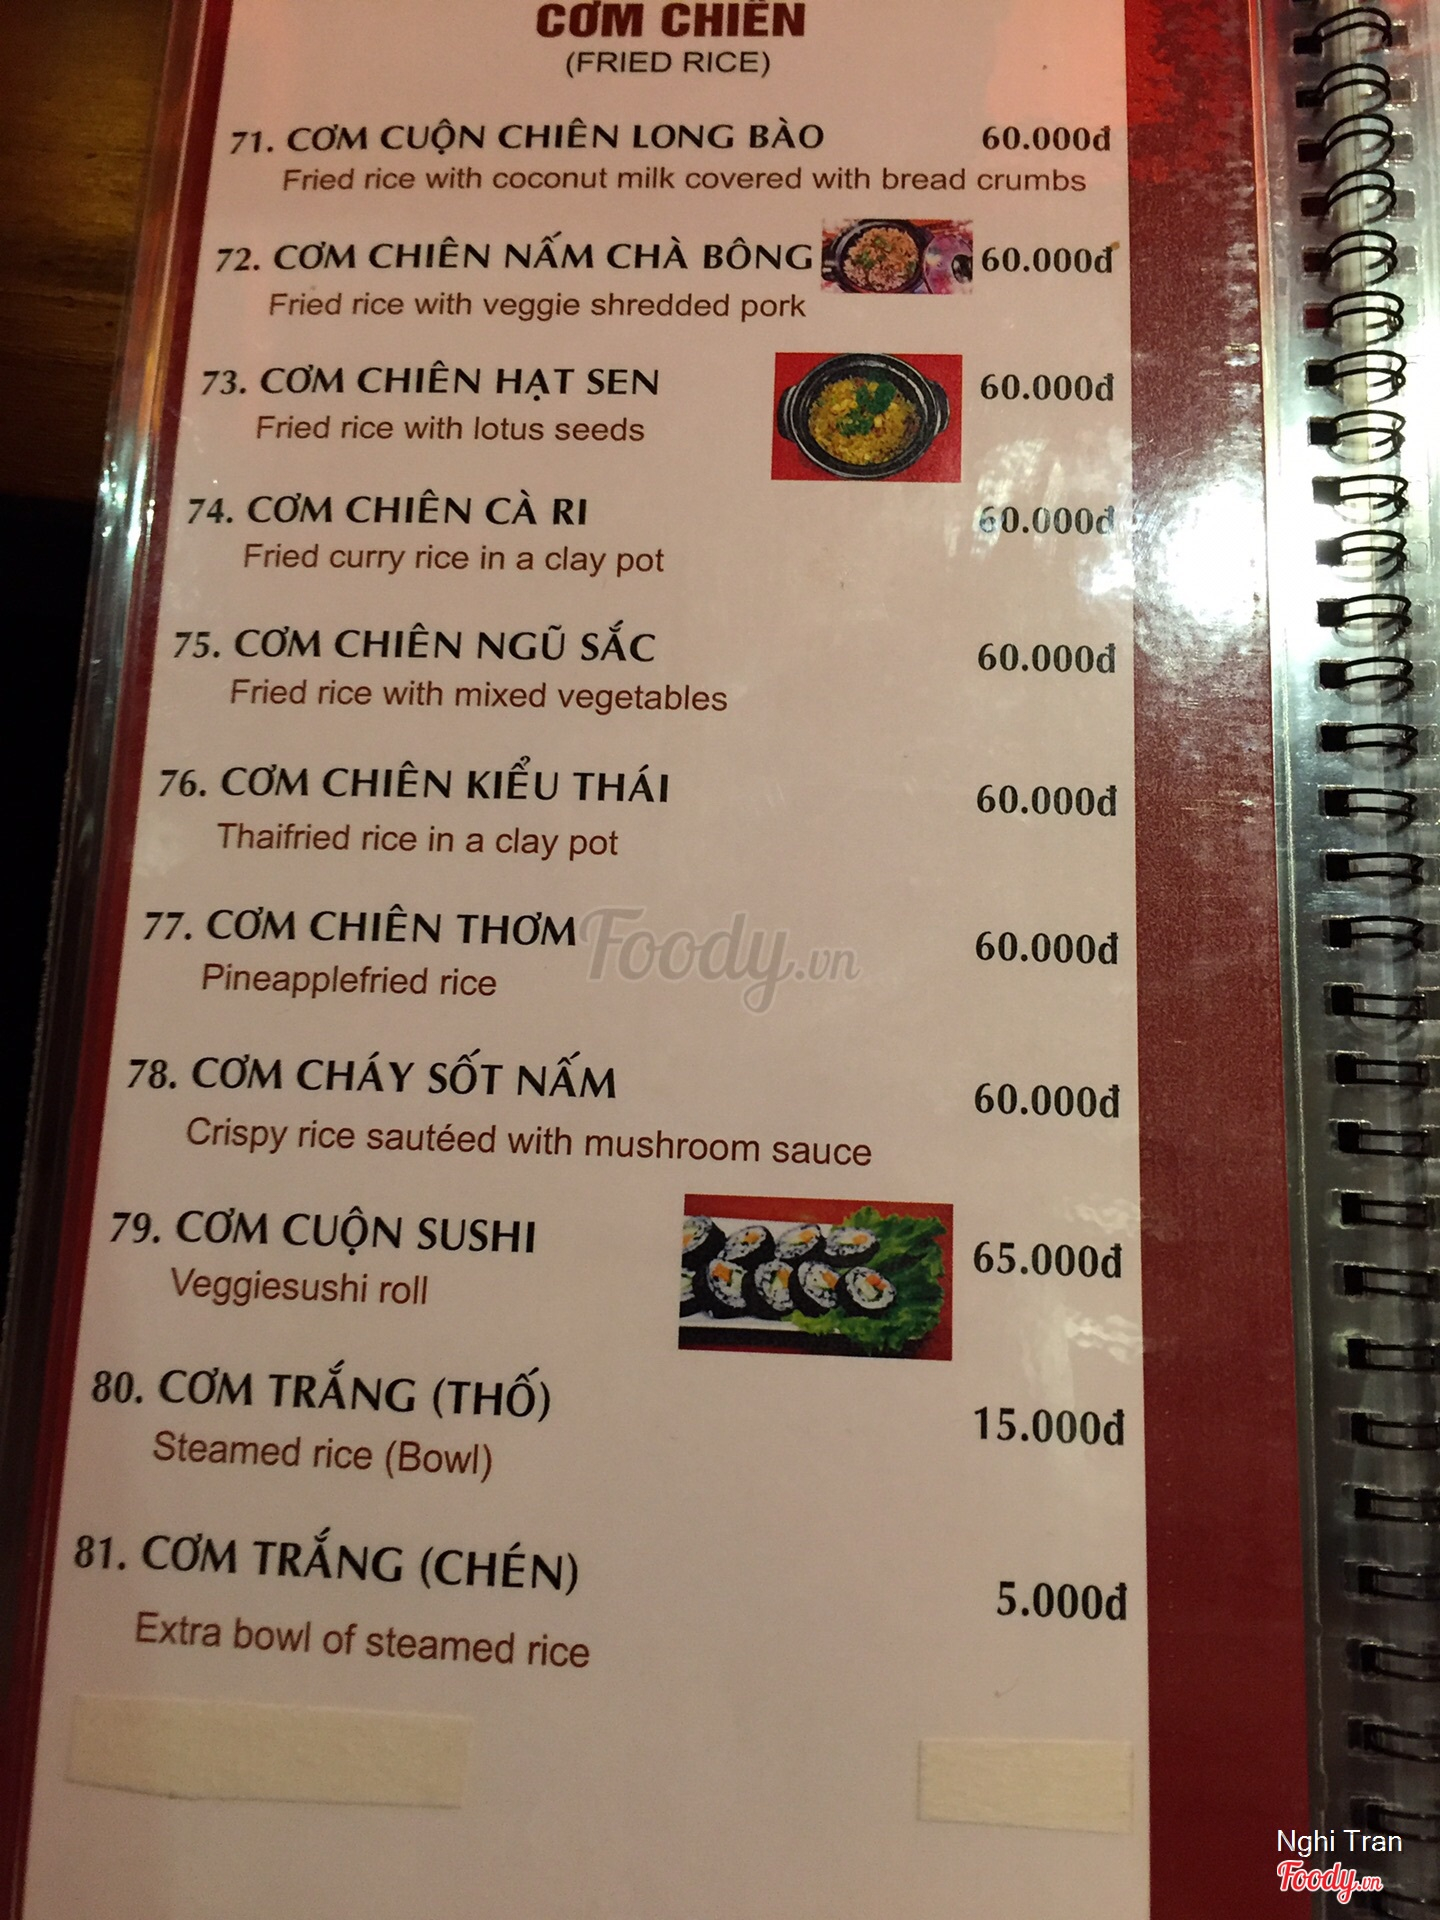 CƠM CHIÊN
(FRIED RICE)
71. CƠM CUỘN CHIÊN LONG BÀO 60.000đ
Fried rice with coconut milk covered with bread crumbs
72. CƠM CHIÊN NẤM CHÀ BÔNG 60.000đ
Fried rice with veggie shredded pork
73. CƠM CHIÊN HẠT SEN 60.000đ
Fried rice with lotus seeds
74. CƠM CHIÊN CÀ RI 60.000đ
Fried curry rice in a clay pot
75. CƠM CHIÊN NGŨ SẮC 60.000đ
Fried rice with mixed vegetables
76. CƠM CHIÊN KIỂU THÁI 60.000đ
Thaifried rice in a clay pot
77. CƠM CHIÊN THƠM 60.000đ
Foody.vn
Pineapplefried rice
78. CƠM CHÁY SỐT NẤM 60.000đ
Crispy rice sautéed with mushroom sauce
79. CƠM CUỘN SUSHI 65.000đ
Veggiesushi roll
80. CƠM TRẮNG (THỐ) 15.000đ
Steamed rice (Bowl)
81. CƠM TRẮNG (CHÉN) 5.000đ
Extra bowl of steamed rice
Nghi Tran
Foody.vn